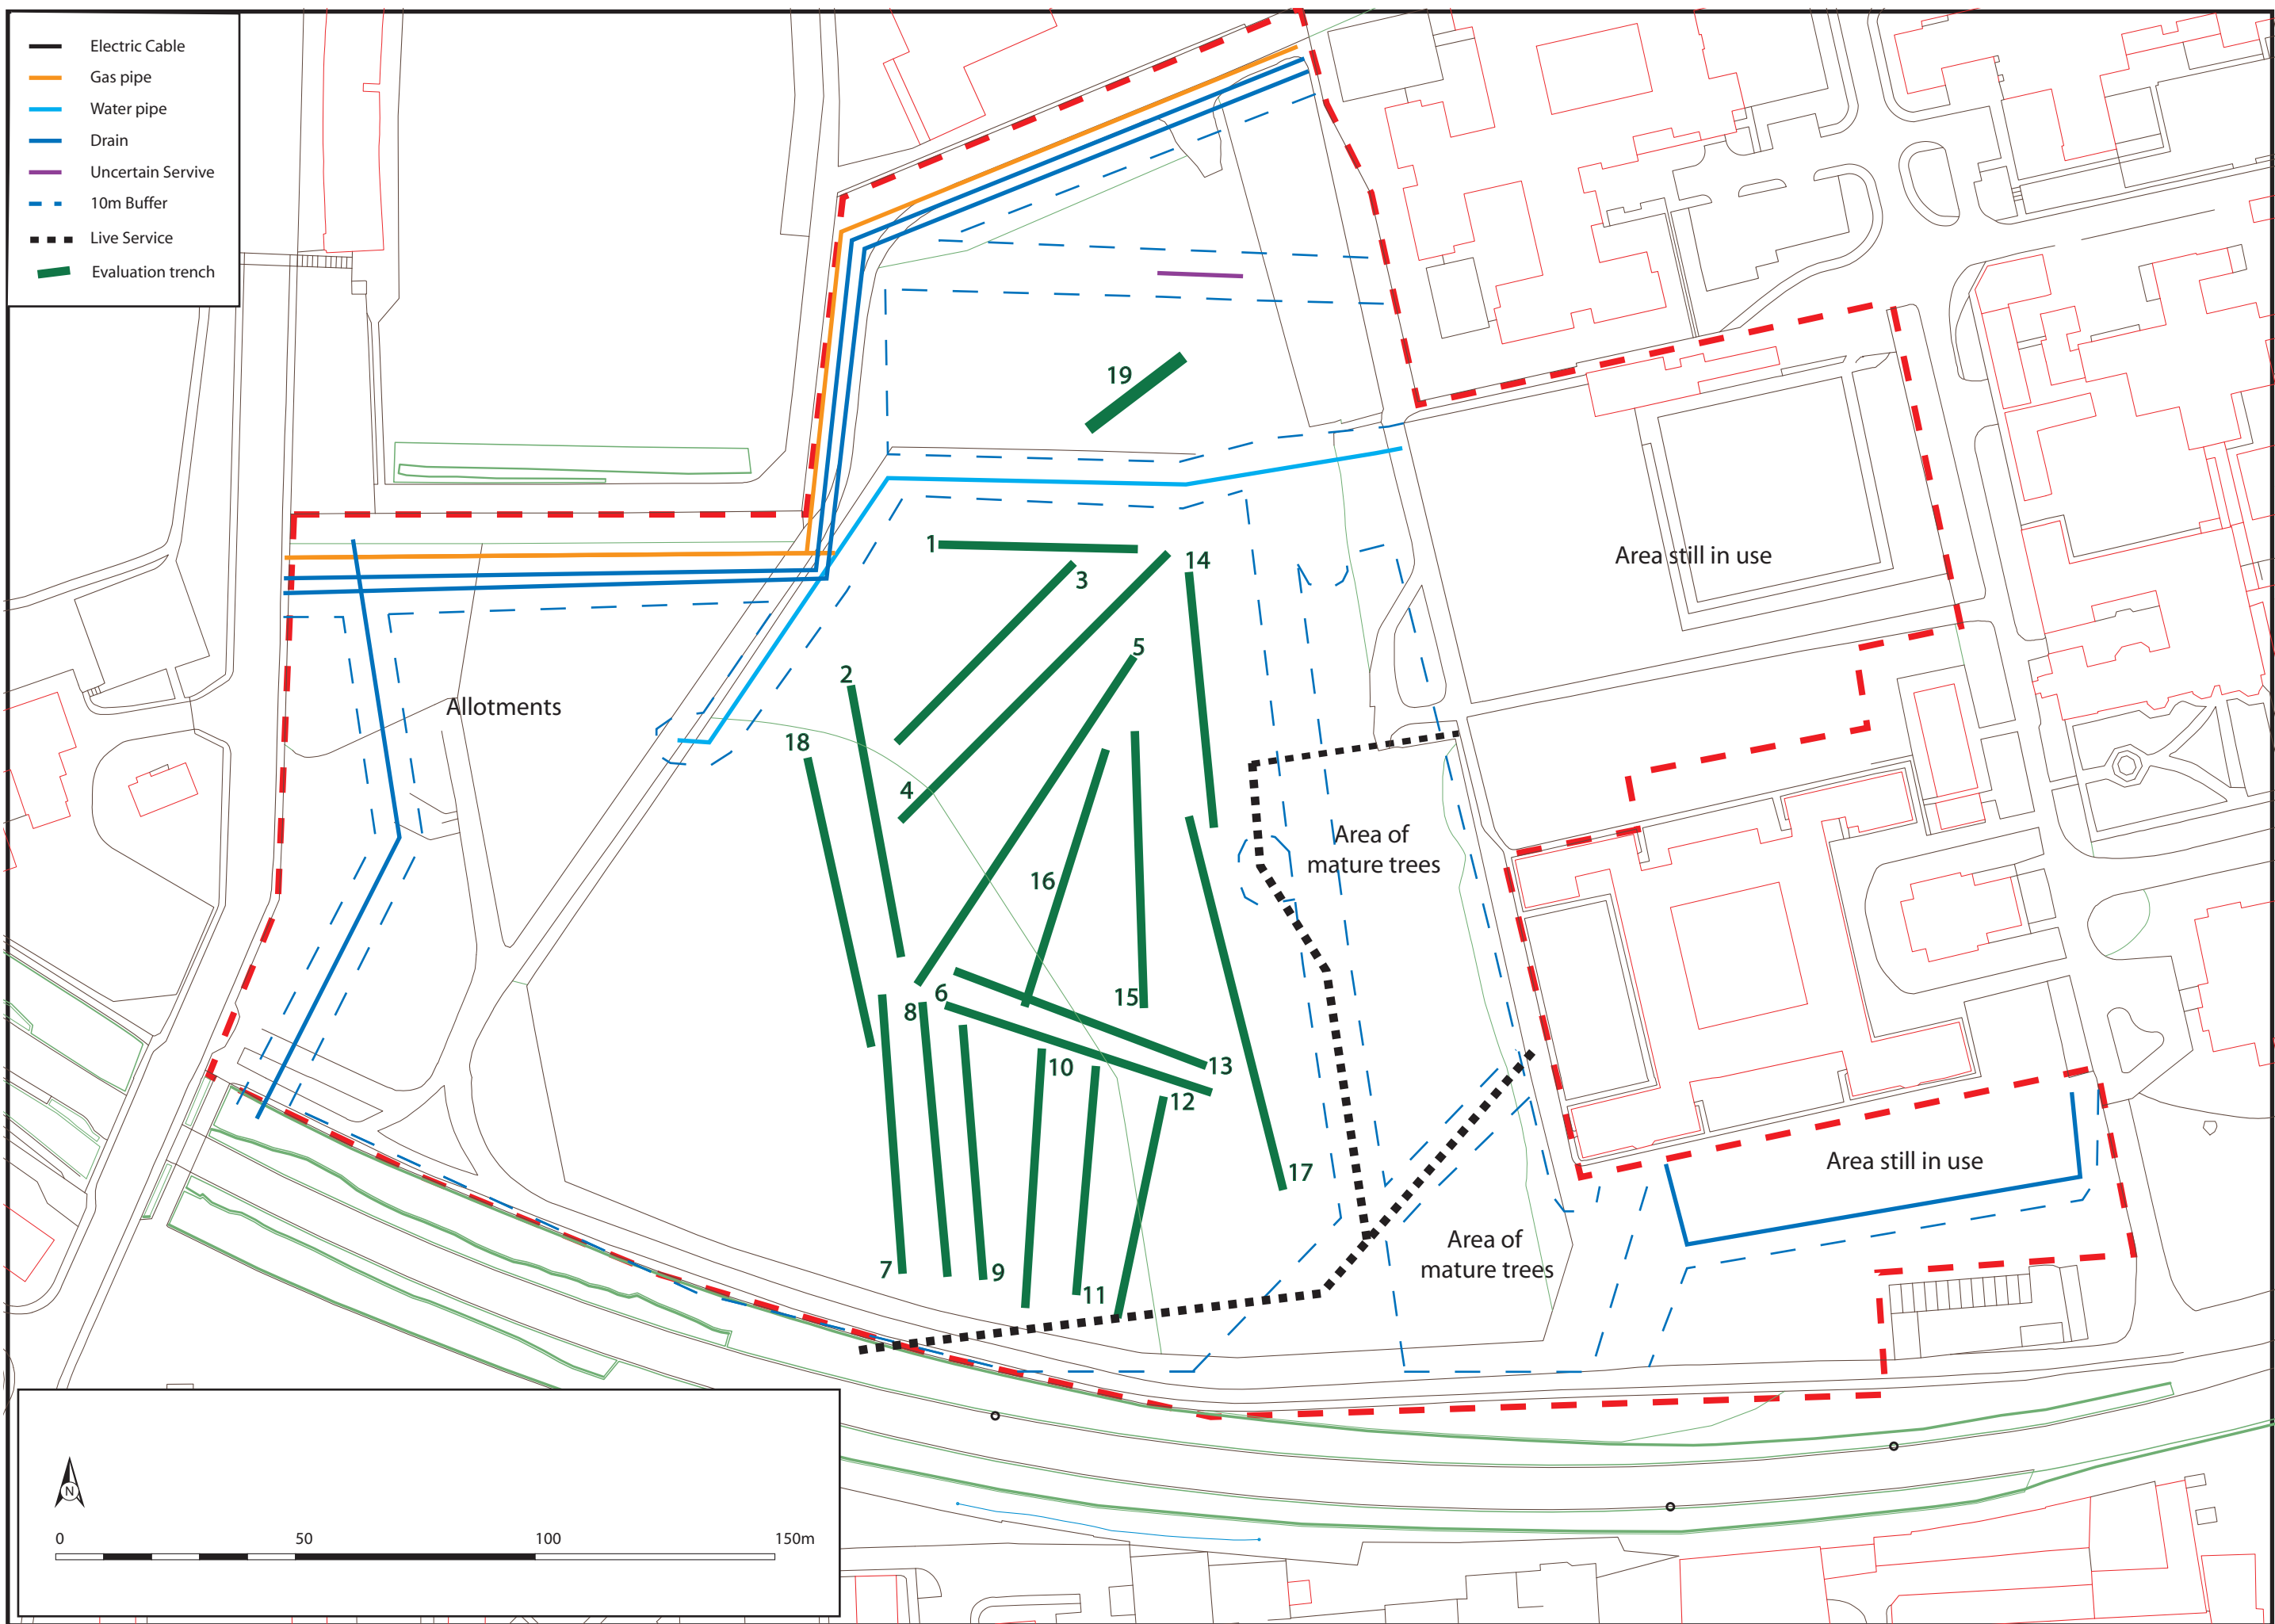 Electric Cable
Gas pipe
Water pipe
Drain
Uncertain Servive
10m Buffer
Live Service
Evaluation trench
19
1
3
14
5
2
Allotments
18
4
Area still in use
Area of
mature trees
16
15
6
8
10
13
12
17
7
9
11
Area still in use
Area of
mature trees
N
0 50 100 150m